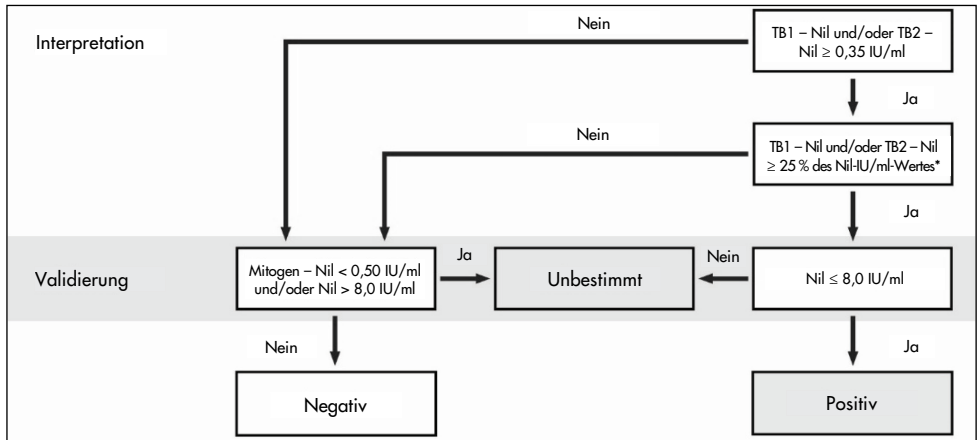 Interpretation
Nein
TB1 – Nil und/oder TB2 –
Nil ≥ 0,35 IU/ml
Ja
Nein
TB1 – Nil und/oder TB2 – Nil
≥ 25 % des Nil-IU/ml-Wertes*
Ja
Validierung
Mitogen – Nil < 0,50 IU/ml
und/oder Nil > 8,0 IU/ml
Ja
Unbestimmt
Nein
Nil ≤ 8,0 IU/ml
Nein
Ja
Negativ
Positiv